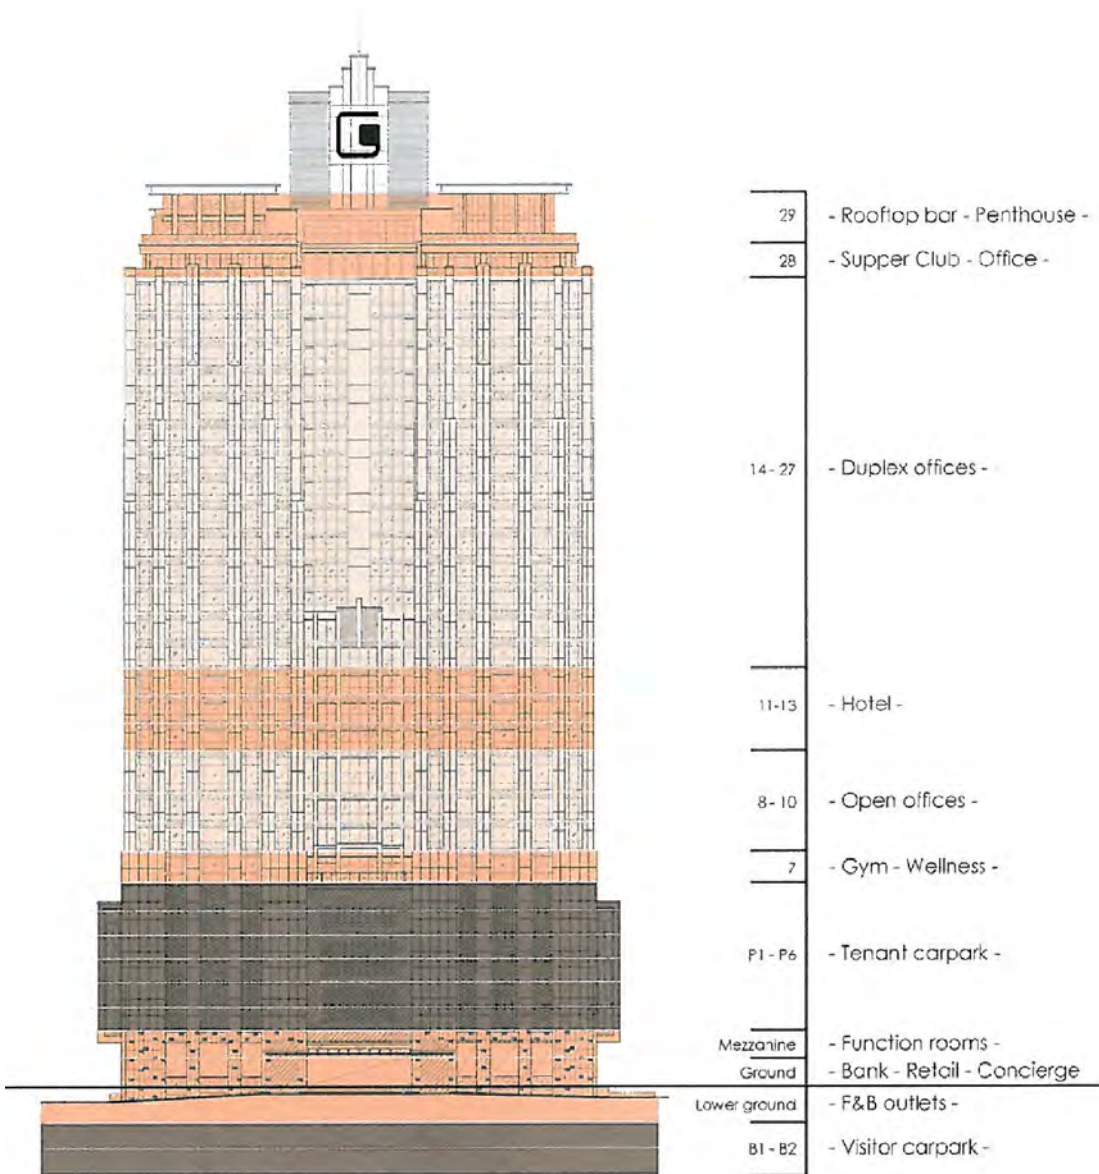 29 - Rooftop bar - Penthouse -
28 - Supper Club - Office -
14 - 27 - Duplex offices -
11-13 - Hotel -
8 - 10 - Open offices -
7 - Gym - Wellness -
P1 - P6 - Tenant carpark -
Mezzanine - Function rooms -
Ground - Bank - Retail - Concierge
Lower ground - F&B outlets -
B1 - B2 - Visitor carpark -